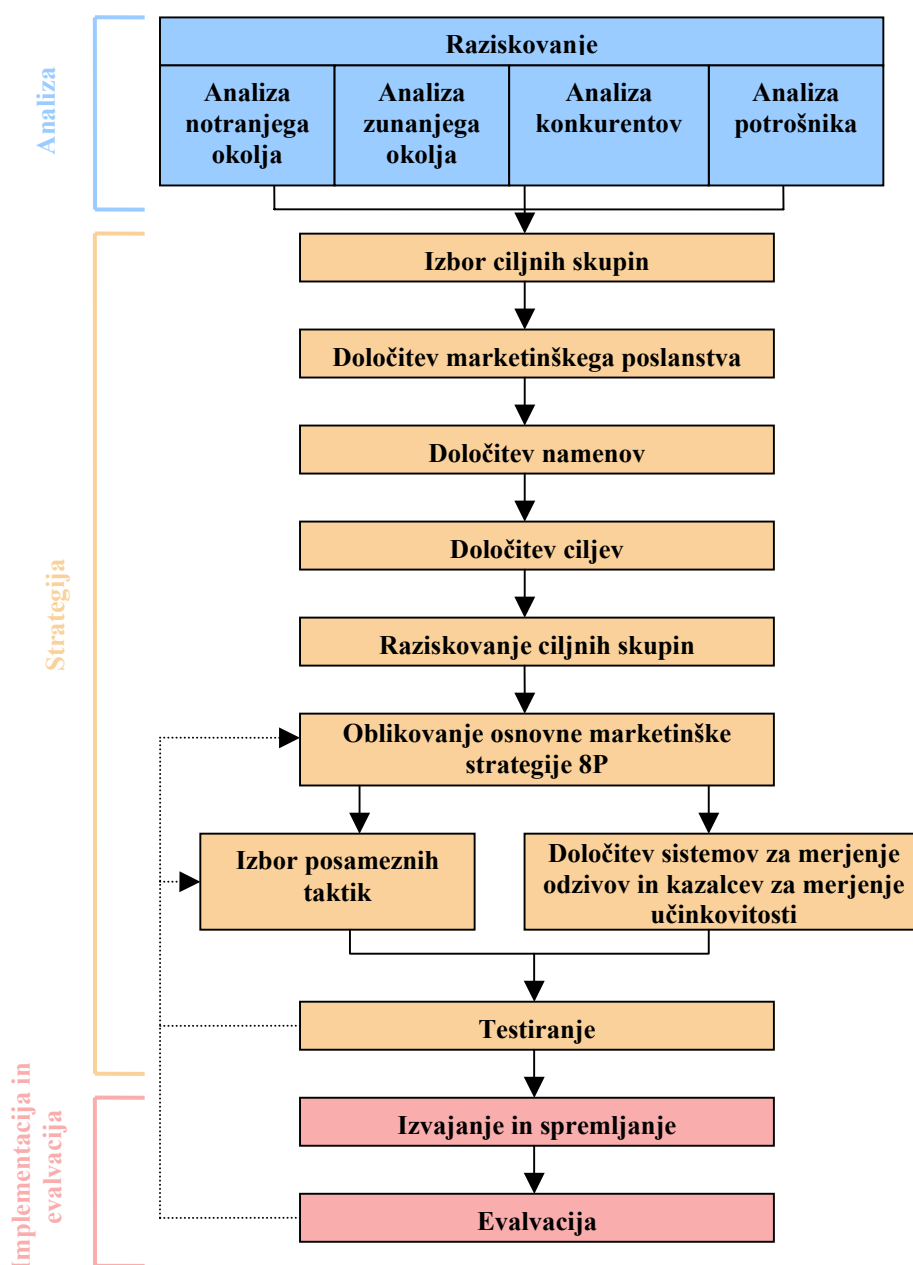 Analiza
Raziskovanje
Analiza
notranjega
okolja
Analiza
zunanjega
okolja
Analiza
konkurentov
Analiza
potrošnika
Strategija
Izbor ciljnih skupin
Določitev marketinškega poslanstva
Določitev namenov
Določitev ciljev
Raziskovanje ciljnih skupin
Oblikovanje osnovne marketinške
strategije 8P
Izbor posameznih
taktik
Določitev sistemov za merjenje
odzivov in kazalcev za merjenje
učinkovitosti
Testiranje
Implementacija in
evalvacija
Izvajanje in spremljanje
Evalvacija